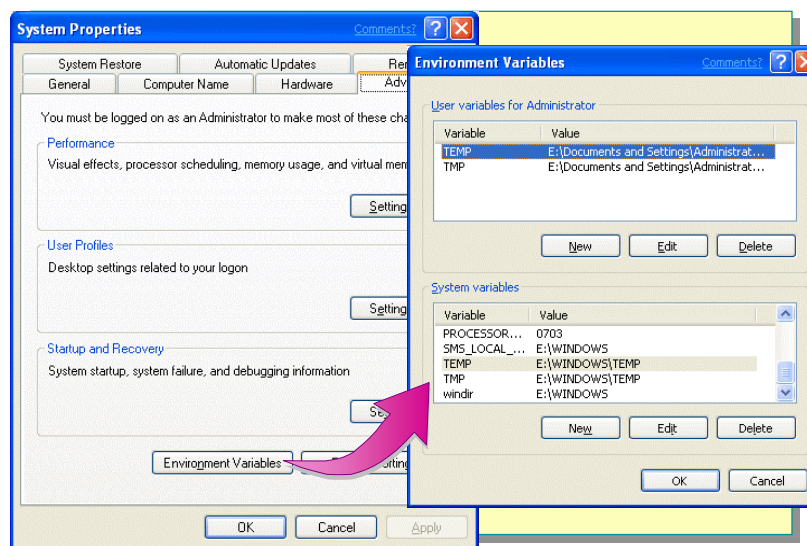 System Properties
Comments?
System Restore
Automatic Updates
General
Computer Name
Hardware
Adv
You must be logged on as an Administrator to make most of these cha
Performance
Visual effects, processor scheduling, memory usage, and virtual mem
Setting
User Profiles
Desktop settings related to your logon
Setting
Startup and Recovery
System startup, system failure, and debugging information
Environment Variables
OK
Cancel
Apply
Environment Variables
Comments?
User variables for Administrator
Variable Value
TEMP E:\Documents and Settings\Administrat...
TMP E:\Documents and Settings\Administrat...
New
Edit
Delete
System variables
Variable Value
PROCESSOR... 0703
SMS_LOCAL_... E:\WINDOWS
TEMP E:\WINDOWS\TEMP
TMP E:\WINDOWS\TEMP
windir E:\WINDOWS
New
Edit
Delete
OK
Cancel